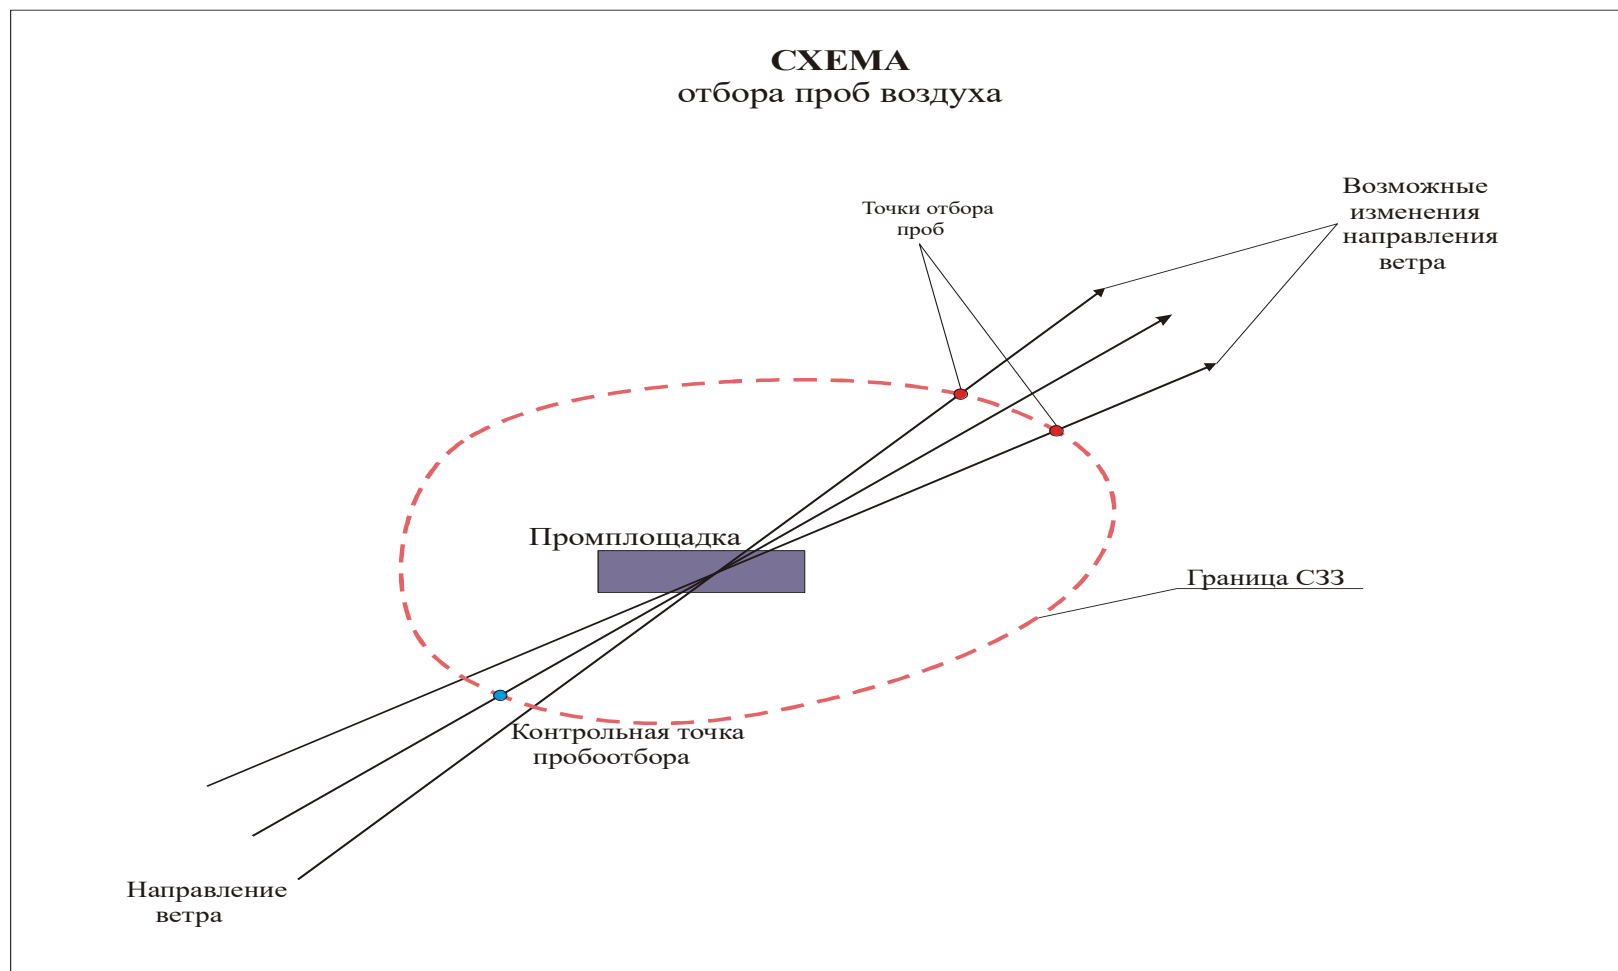 СХЕМА
отбора проб воздуха
Возможные
изменения
направления
ветра
Точки отбора
проб
Промплощадка
Граница СЗЗ
Контрольная точка
пробоотбора
Направление
ветра